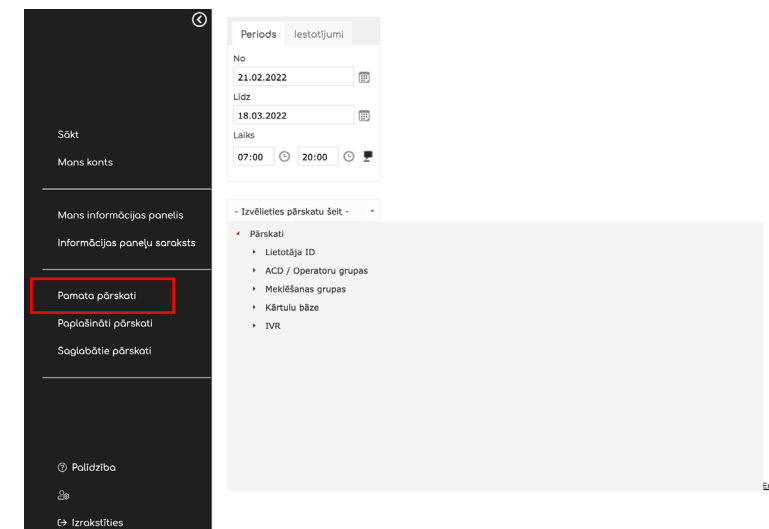 Sākt
Mans konts
Mans informācijas panelis
Informācijas paneļu saraksts
Pamata pārskati
Paplašināti pārskati
Saglabātie pārskati
Palīdzība
Izrakstīties
Periods Iestatījumi
No
21.02.2022
Līdz
18.03.2022
Laiks
07:00 20:00
- Izvēlieties pārskatu šeit -
Pārskati
Lietotāja ID
ACD / Operatoru grupas
Meklēšanas grupas
Kārtulu bāze
IVR